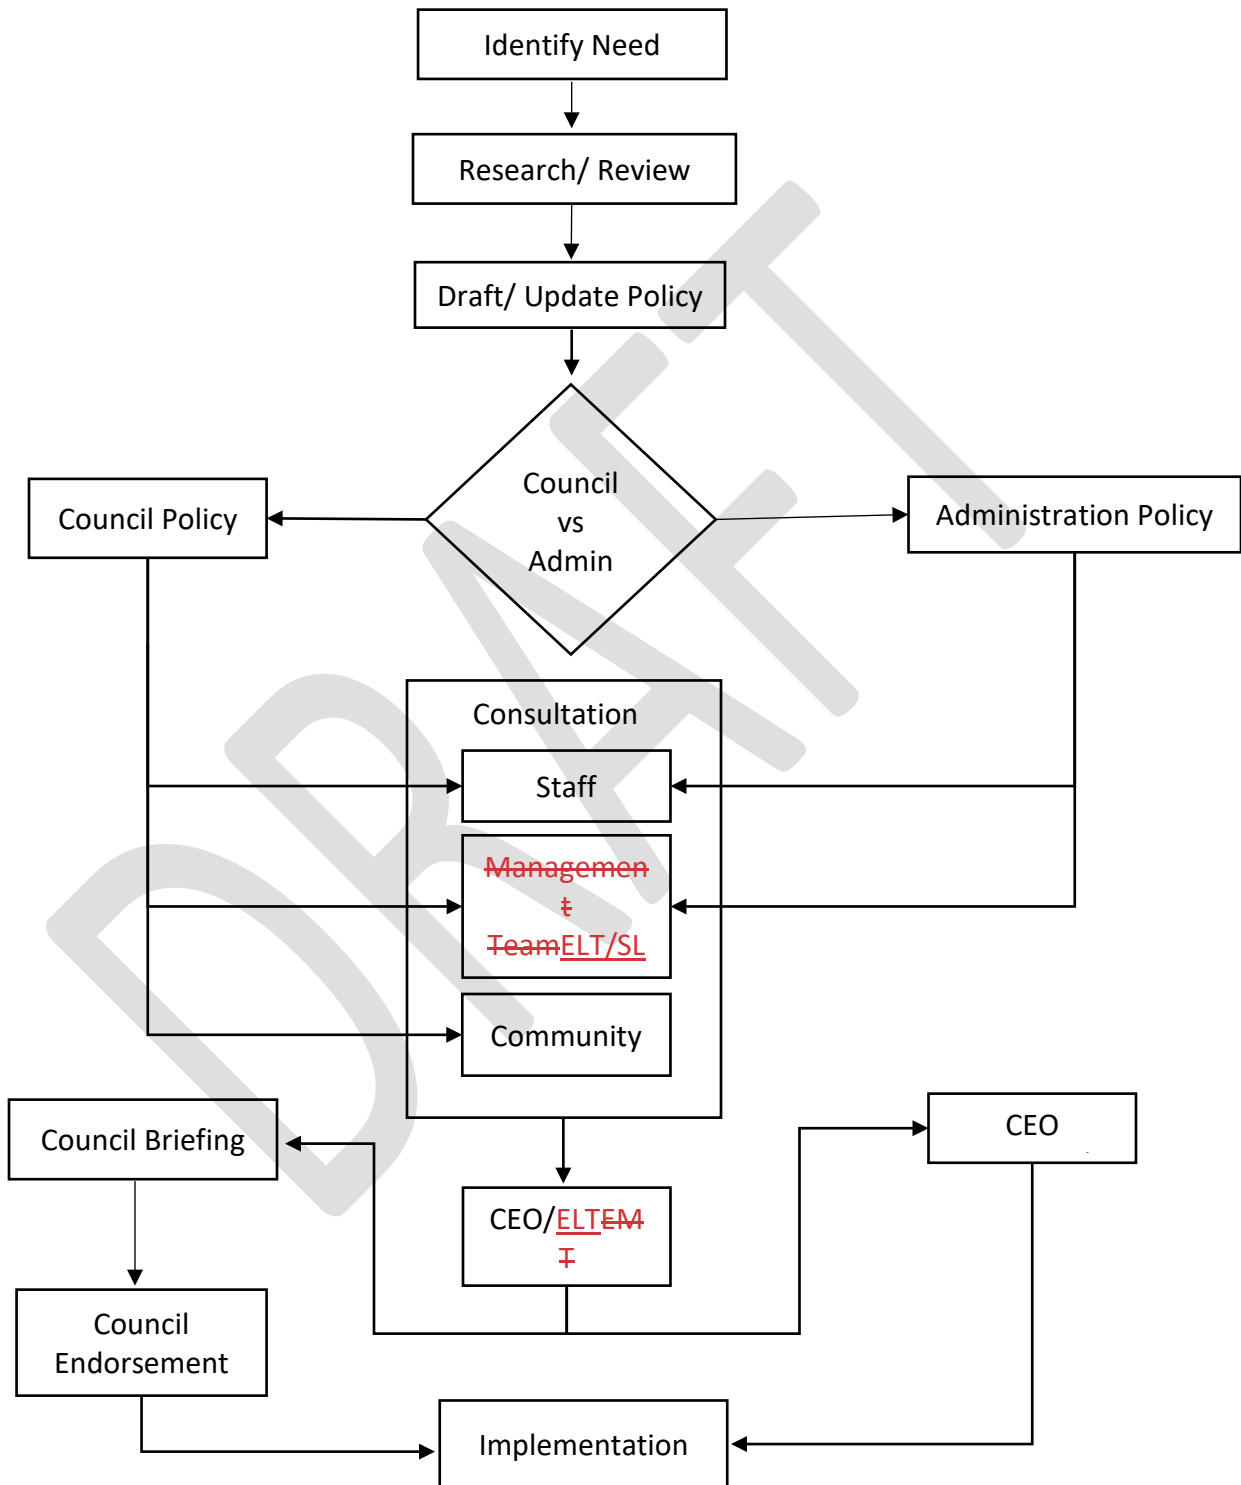 Identify Need
Research/ Review
Draft/ Update Policy
Council
vs
Admin
Council Policy
Administration Policy
Consultation
Staff
Managemen
t
TeamELT/SL
Community
Council Briefing
CEO
CEO/ELTEM
T
Council
Endorsement
Implementation
DRAFT